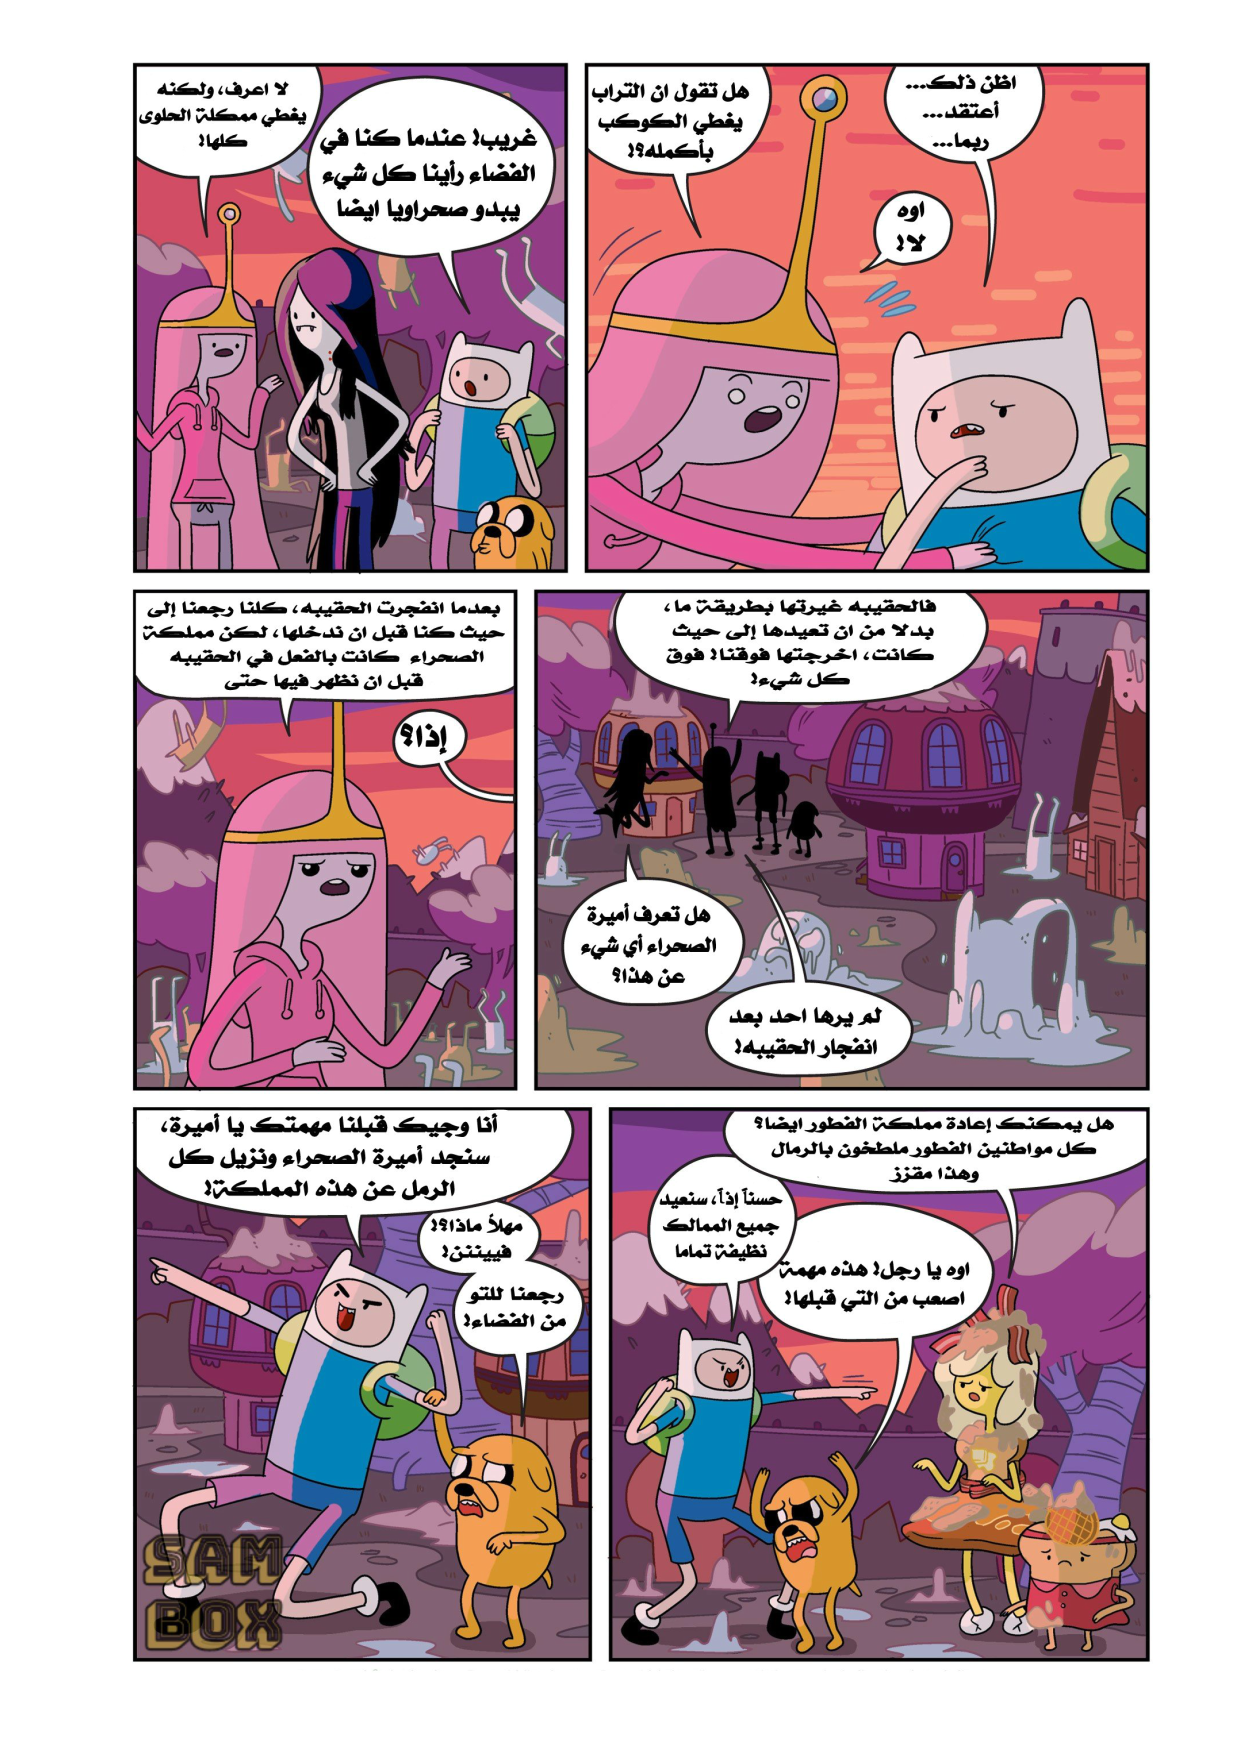 لا اعرف، ولكنه
يغطي ممكلة الحلوى
كلها!
غريب! عندما كنا في
الفضاء رأينا كل شيء
يبدو صحراويا ايضا
هل تقول ان التراب
يغطي الكوكب
بأكمله؟!
اظن ذلك...
أعتقد...
ربما...
اوه
لا!
بعدما انفجرت الحقيبه، كلنا رجعنا إلى
حيث كنا قبل ان ندخلها، لكن مملكة
الصحراء كانت بالفعل في الحقيبه
قبل ان نظهر فيها حتى
إذا؟
فالحقيبه غيرتها بطريقة ما،
بدلا من ان تعيدها إلى حيث
كانت، اخرجتها فوقنا! فوق
كل شيء!
هل تعرف أميرة
الصحراء أي شيء
عن هذا؟
لم يرها احد بعد
انفجار الحقيبه!
أنا وجيك قبلنا مهمتك يا أميرة،
سنجد أميرة الصحراء ونزيل كل
الرمل عن هذه المملكة!
مهلاً ماذا؟!
فييننن!
رجعنا للتو
من الفضاء!
SAM
BOX
هل يمكنك إعادة مملكة الفطور ايضا؟
كل مواطنين الفطور ملطخون بالرمال
وهذا مقزز
حسناً إذاً، سنعيد
جميع الممالك
نظيفة تماما
اوه يا رجل! هذه مهمة
اصعب من التي قبلها!